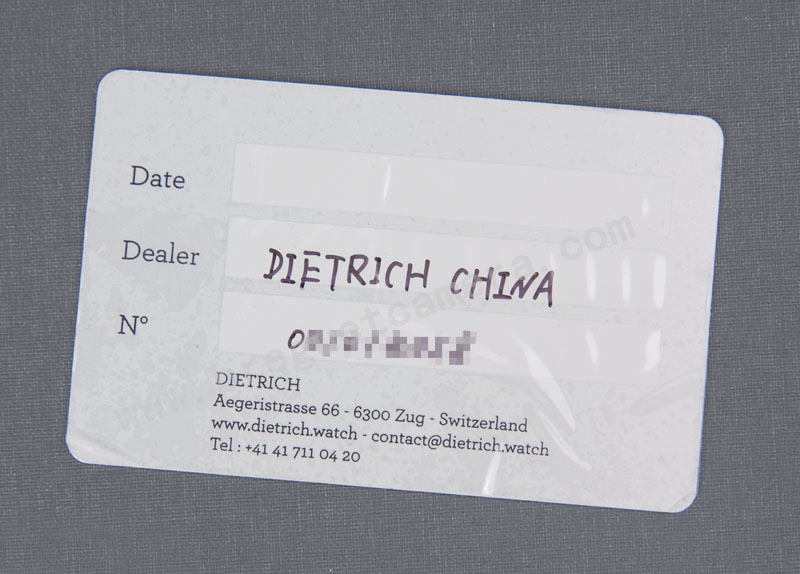 Date
Dealer DIETRICH CHINA
N°
DIETRICH
Aegeristrasse 66 - 6300 Zug - Switzerland
www.dietrich.watch - contact@dietrich.watch
Tel : +41 41 711 04 20